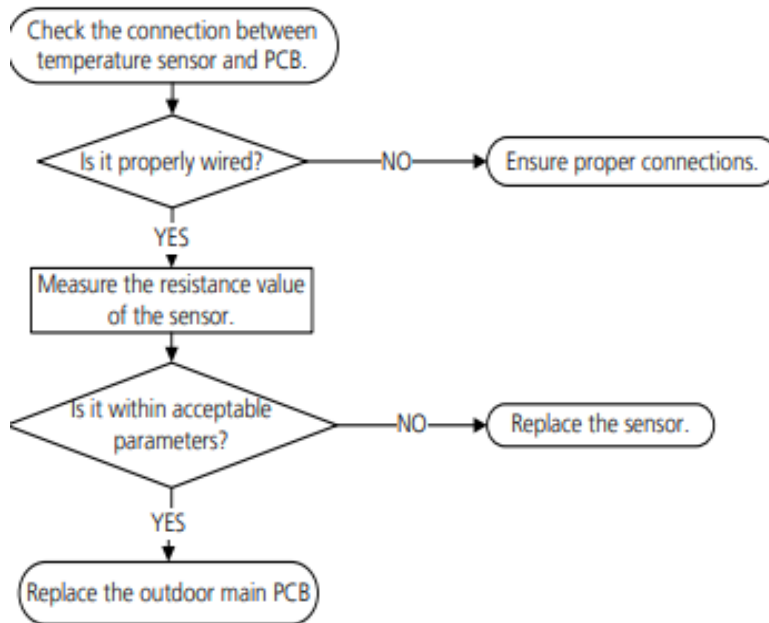 Check the connection between
temperature sensor and PCB.
Is it properly wired?
NO
Ensure proper connections.
YES
Measure the resistance value
of the sensor.
Is it within acceptable
parameters?
NO
Replace the sensor.
YES
Replace the outdoor main PCB